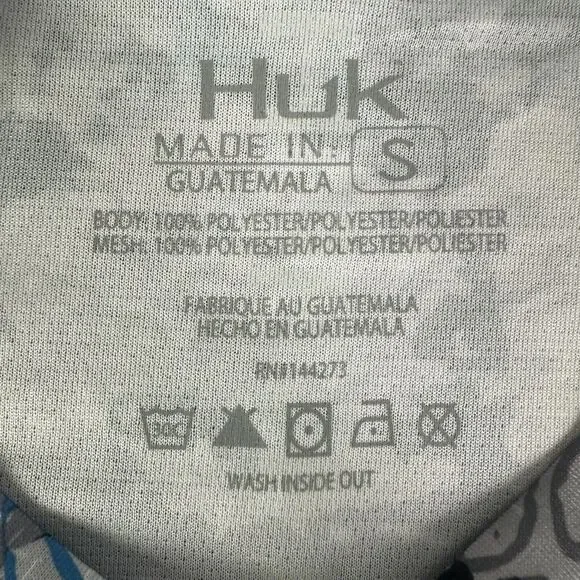 Huk
MADE IN:
GUATEMALA
S
BODY: 100% POLYESTER/POLYESTER/POLIESTER
MESH: 100% POLYESTER/POLYESTER/POLIESTER
FABRIQUE AU GUATEMALA
HECHO EN GUATEMALA
RN#144273
30C
WASH INSIDE OUT